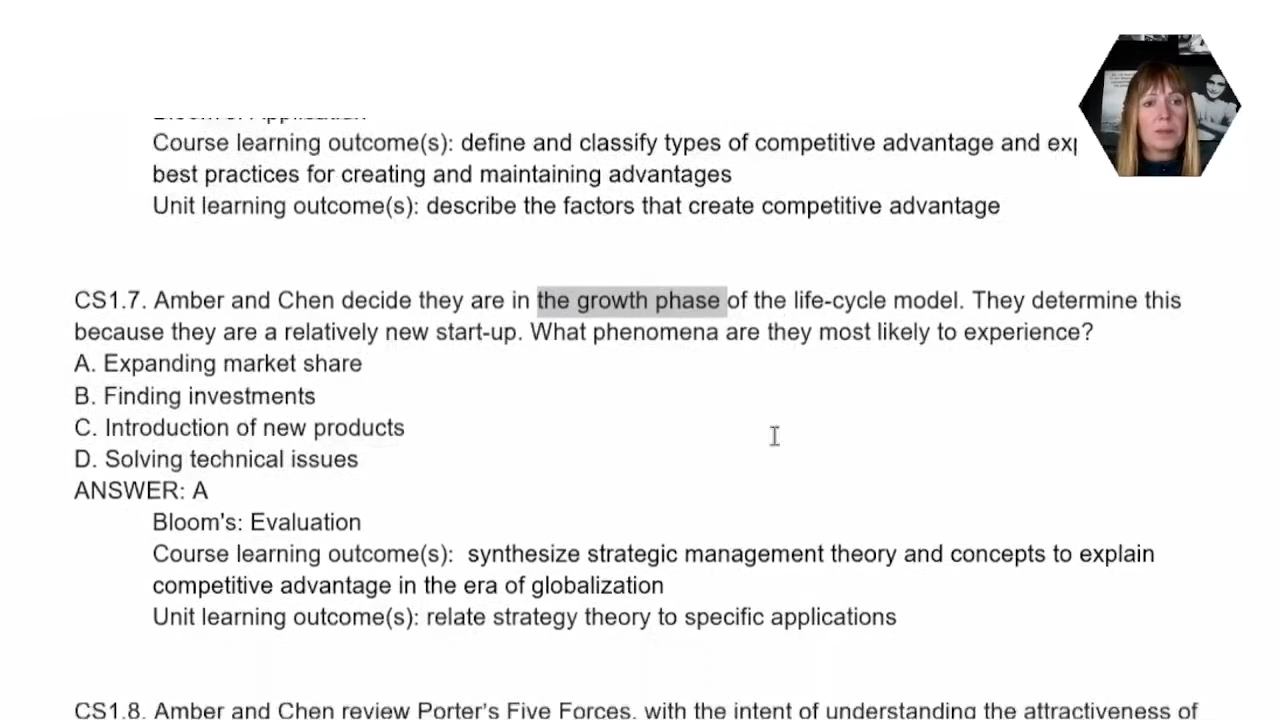 Course learning outcome(s): define and classify types of competitive advantage and
best practices for creating and maintaining advantages
Unit learning outcome(s): describe the factors that create competitive advantage
CS1.7. Amber and Chen decide they are in the growth phase of the life-cycle model. They determine this
because they are a relatively new start-up. What phenomena are they most likely to experience?
A. Expanding market share
B. Finding investments
C. Introduction of new products
D. Solving technical issues
ANSWER: A
Bloom's: Evaluation
Course learning outcome(s):  synthesize strategic management theory and concepts to explain
competitive advantage in the era of globalization
Unit learning outcome(s): relate strategy theory to specific applications
CS1.8. Amber and Chen review Porter's Five Forces, with the intent of understanding the attractiveness of